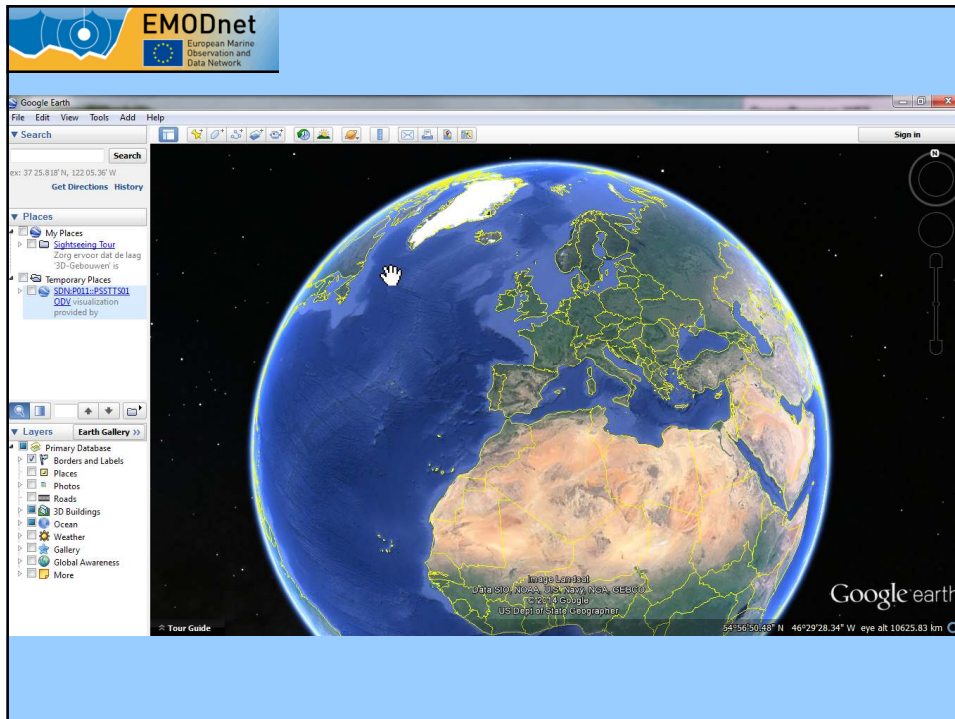 EMODnet
European Marine
Observation and
Data Network
Google Earth
File Edit View Tools Add Help
Search
Sign in
N
Search
ex: 37 25.818' N, 122 05.36' W
Get Directions History
Places
My Places
Sightseeing Tour
Zorg ervoor dat de laag
'3D-Gebouwen' is
Temporary Places
SDN:P011::PSSTTS01
ODV visualization
provided by
Layers
Earth Gallery >>
Primary Database
Borders and Labels
Places
Photos
Roads
3D Buildings
Ocean
Weather
Gallery
Global Awareness
More
Image Landsat
Data SIO, NOAA, U.S. Navy, NGA, GEBCO
© 2014 Google
US Dept of State Geographer
Google earth
Tour Guide
54°56'50.48" N 46°29'28.34" W eye alt 10625.83 km